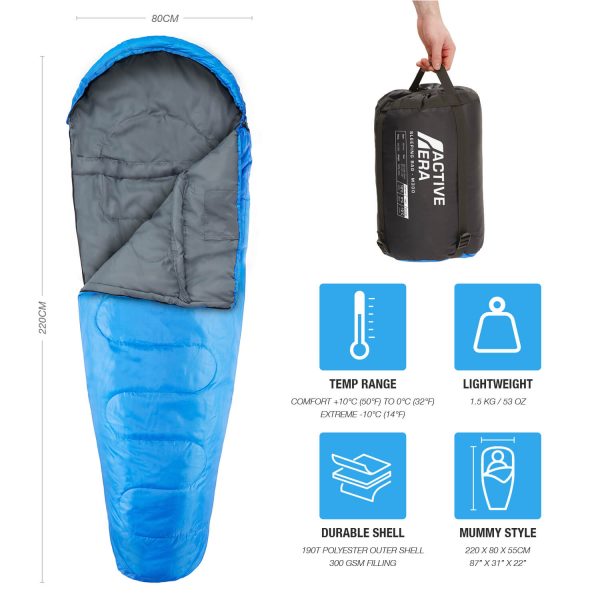 80CM
220CM
ACTIVE
ERA
SLEEPING BAG - M300
TEMP RANGE
COMFORT +10°C (50°F) TO 0°C (32°F)
EXTREME -10°C (14°F)
LIGHTWEIGHT
1.5 KG / 53 OZ
DURABLE SHELL
190T POLYESTER OUTER SHELL
300 GSM FILLING
MUMMY STYLE
220 X 80 X 55CM
87" X 31" X 22"